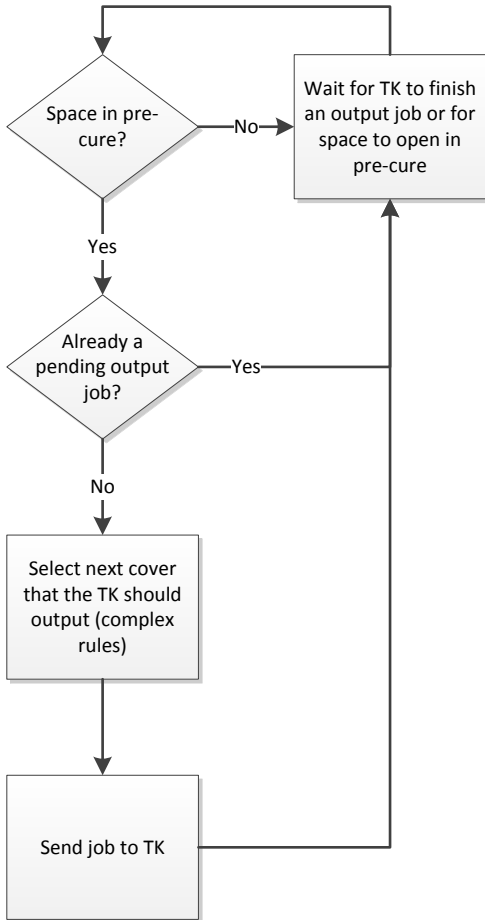 Space in pre-
cure?
No
Wait for TK to finish
an output job or for
space to open in
pre-cure
Yes
Already a
pending output
job?
Yes
No
Select next cover
that the TK should
output (complex
rules)
Send job to TK